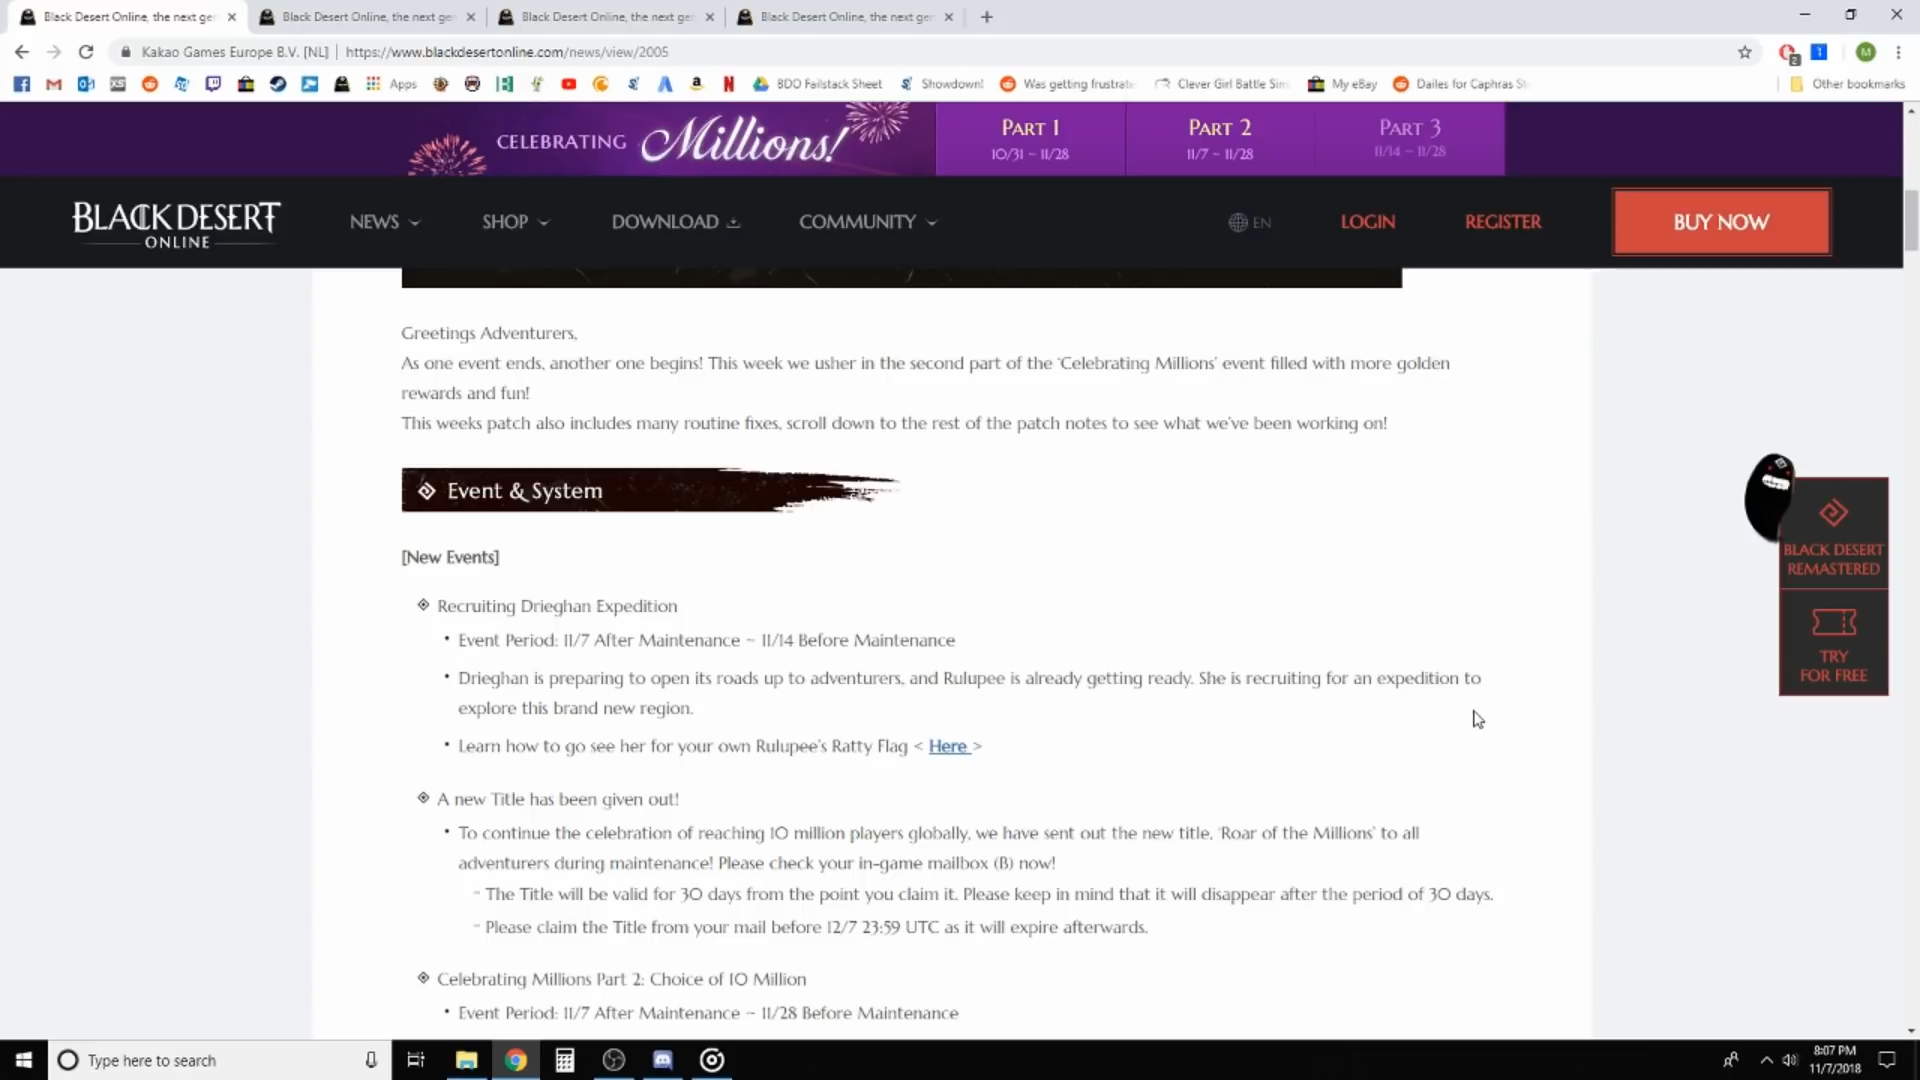 Black Desert Online, the next ger
Black Desert Online, the next ger
Black Desert Online, the next ger
Black Desert Online, the next ger
Kakao Games Europe B.V. [NL] | https://www.blackdesertonline.com/news/view/2005
Apps
BDO Failstack Sheet
Showdown!
Was getting frustrate
Clever Girl Battle Sim
My eBay
Dailes for Caphras St
Other bookmarks
CELEBRATING Millions!
PART 1
10/31 ~ 11/28
PART 2
11/7 ~ 11/28
PART 3
11/14 ~ 11/28
BLACK DESERT
ONLINE
NEWS
SHOP
DOWNLOAD
COMMUNITY
EN
LOGIN
REGISTER
BUY NOW
Greetings Adventurers,
As one event ends, another one begins! This week we usher in the second part of the 'Celebrating Millions' event filled with more golden
rewards and fun!
This weeks patch also includes many routine fixes, scroll down to the rest of the patch notes to see what we've been working on!
Event & System
[New Events]
Recruiting Drieghan Expedition
• Event Period: 11/7 After Maintenance ~ 11/14 Before Maintenance
• Drieghan is preparing to open its roads up to adventurers, and Rulupee is already getting ready. She is recruiting for an expedition to
explore this brand new region.
• Learn how to go see her for your own Rulupee's Ratty Flag < Here >
A new Title has been given out!
• To continue the celebration of reaching 10 million players globally, we have sent out the new title, 'Roar of the Millions' to all
adventurers during maintenance! Please check your in-game mailbox (B) now!
- The Title will be valid for 30 days from the point you claim it. Please keep in mind that it will disappear after the period of 30 days.
- Please claim the Title from your mail before 12/7 23:59 UTC as it will expire afterwards.
Celebrating Millions Part 2: Choice of 10 Million
• Event Period: 11/7 After Maintenance ~ 11/28 Before Maintenance
BLACK DESERT
REMASTERED
TRY
FOR FREE
Type here to search
8:07 PM
11/7/2018